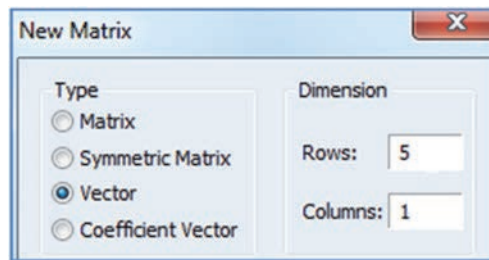 New Matrix
Type
Matrix
Symmetric Matrix
Vector
Coefficient Vector
Dimension
Rows: 5
Columns: 1